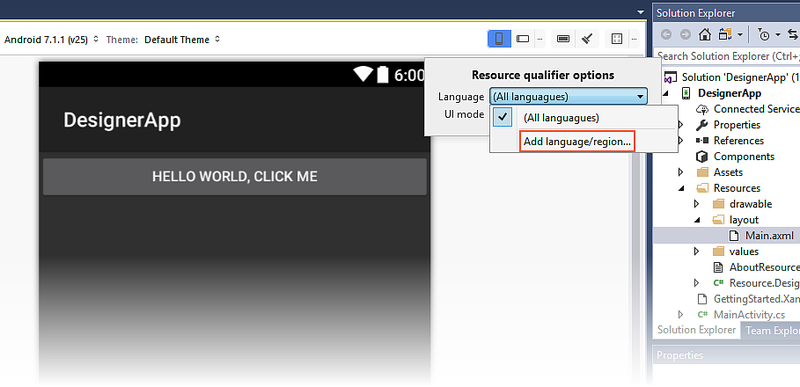 Android 7.1.1 (v25) Theme: Default Theme
6:00
DesignerApp
HELLO WORLD, CLICK ME
Resource qualifier options
Language (All languagues)
UI mode
(All languagues)
Add language/region...
Solution Explorer
Search Solution Explorer (Ctrl+;
Solution 'DesignerApp' (1
DesignerApp
Connected Service
Properties
References
Components
Assets
Resources
drawable
layout
Main.axml
values
AboutResource
Resource.Desig
GettingStarted.Xan
MainActivity.cs
Solution Explorer Team Explo
Properties